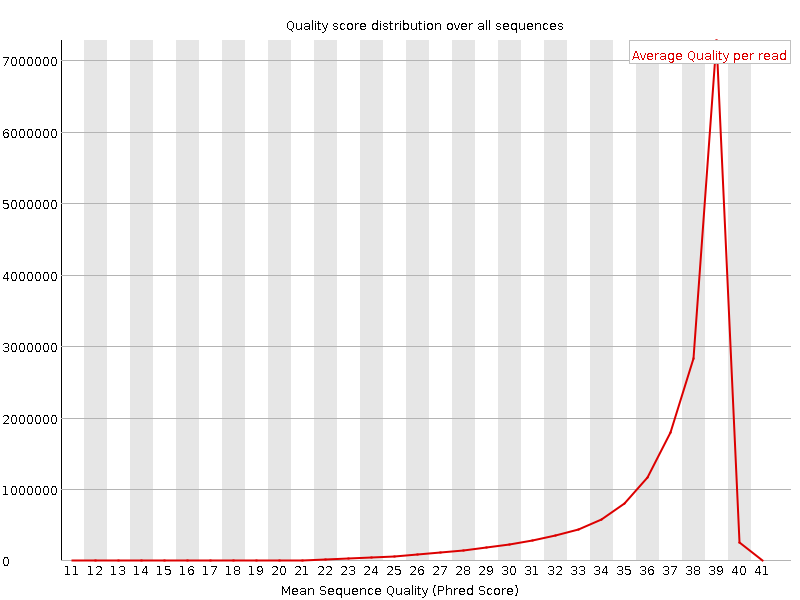 Quality score distribution over all sequences
Average Quality per read
7000000
6000000
5000000
4000000
3000000
2000000
1000000
0
11 12 13 14 15 16 17 18 19 20 21 22 23 24 25 26 27 28 29 30 31 32 33 34 35 36 37 38 39 40 41
Mean Sequence Quality (Phred Score)